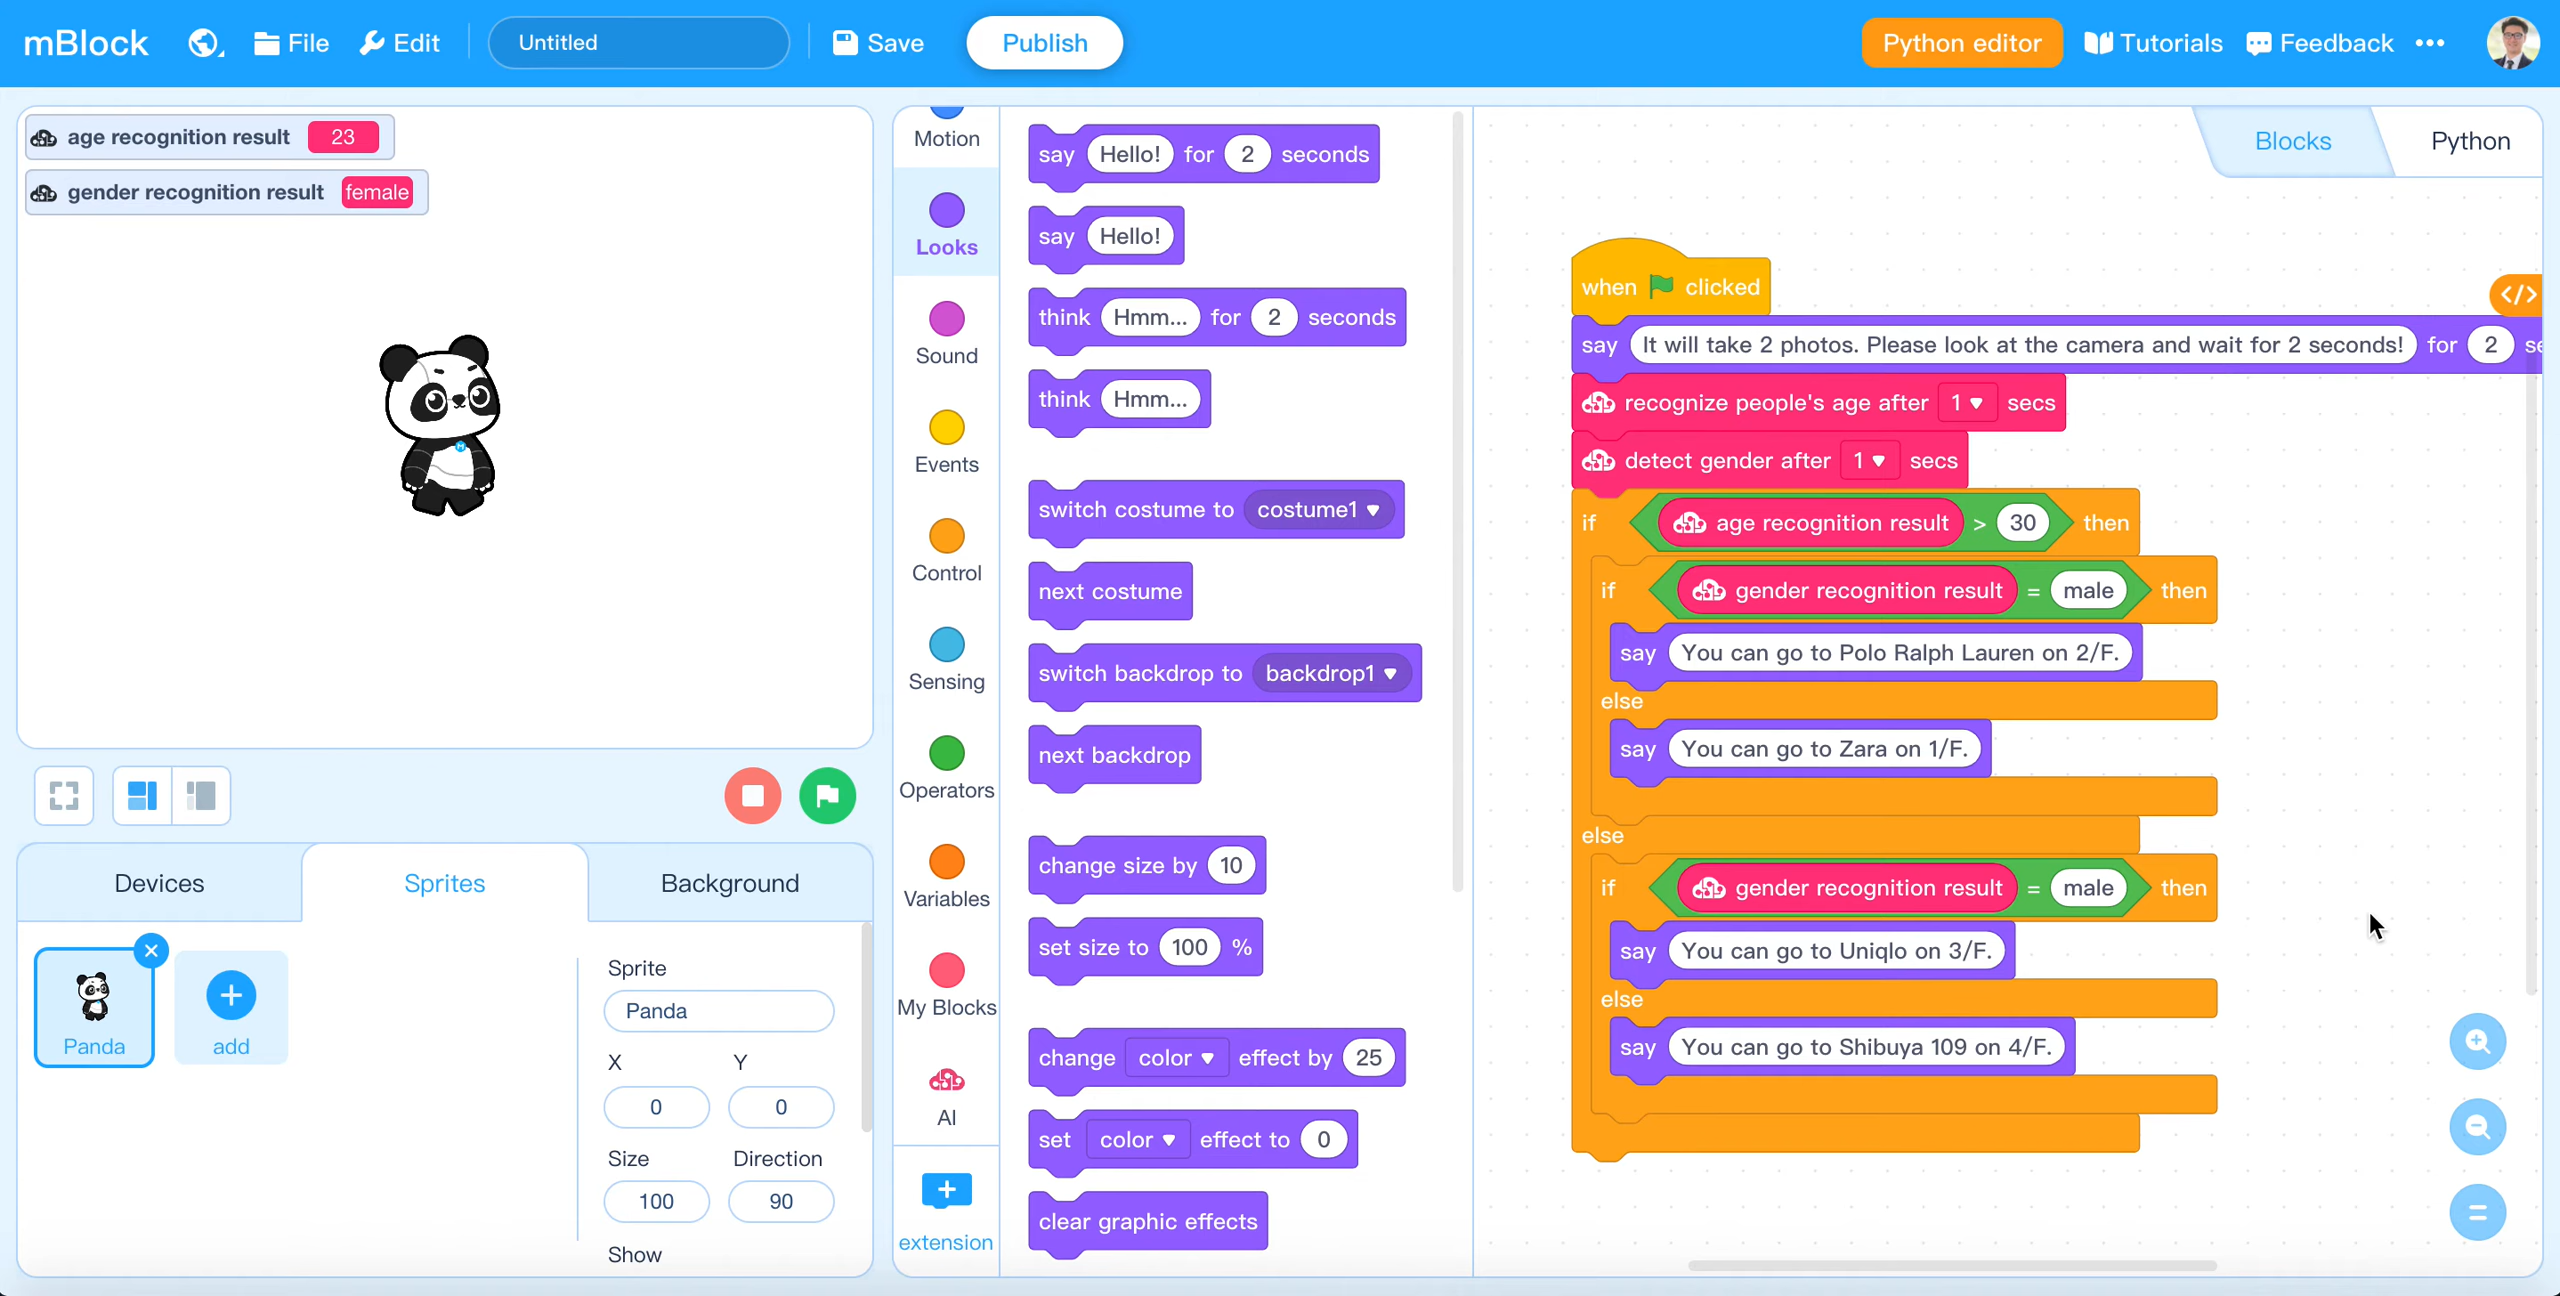 mBlock
File
Edit
Untitled
Save
Publish
Python editor
Tutorials
Feedback
age recognition result 23
gender recognition result female
Devices
Sprites
Background
Panda
add
Sprite
Panda
X
Y
0
0
Size
Direction
100
90
Show
Motion
Looks
Sound
Events
Control
Sensing
Operators
Variables
My Blocks
AI
extension
say Hello! for 2 seconds
say Hello!
think Hmm... for 2 seconds
think Hmm...
switch costume to costume1
next costume
switch backdrop to backdrop1
next backdrop
change size by 10
set size to 100 %
change color effect by 25
set color effect to 0
clear graphic effects
Blocks
Python
</>
when clicked
say It will take 2 photos. Please look at the camera and wait for 2 seconds! for 2 se
recognize people's age after 1 secs
detect gender after 1 secs
if age recognition result > 30 then
if gender recognition result = male then
say You can go to Polo Ralph Lauren on 2/F.
else
say You can go to Zara on 1/F.
else
if gender recognition result = male then
say You can go to Uniqlo on 3/F.
else
say You can go to Shibuya 109 on 4/F.